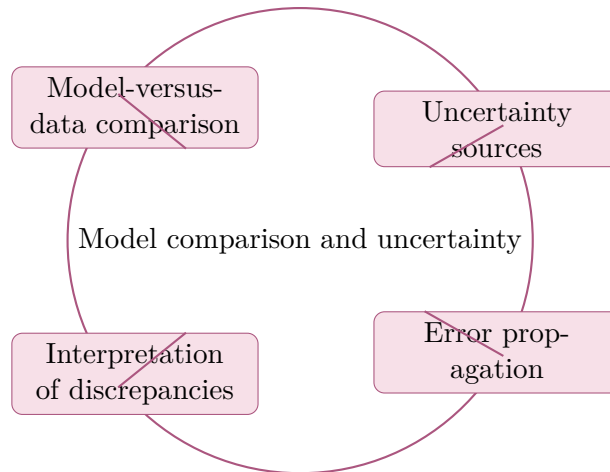 Model-versus-
data comparison
Uncertainty
sources
Model comparison and uncertainty
Interpretation
of discrepancies
Error prop-
agation